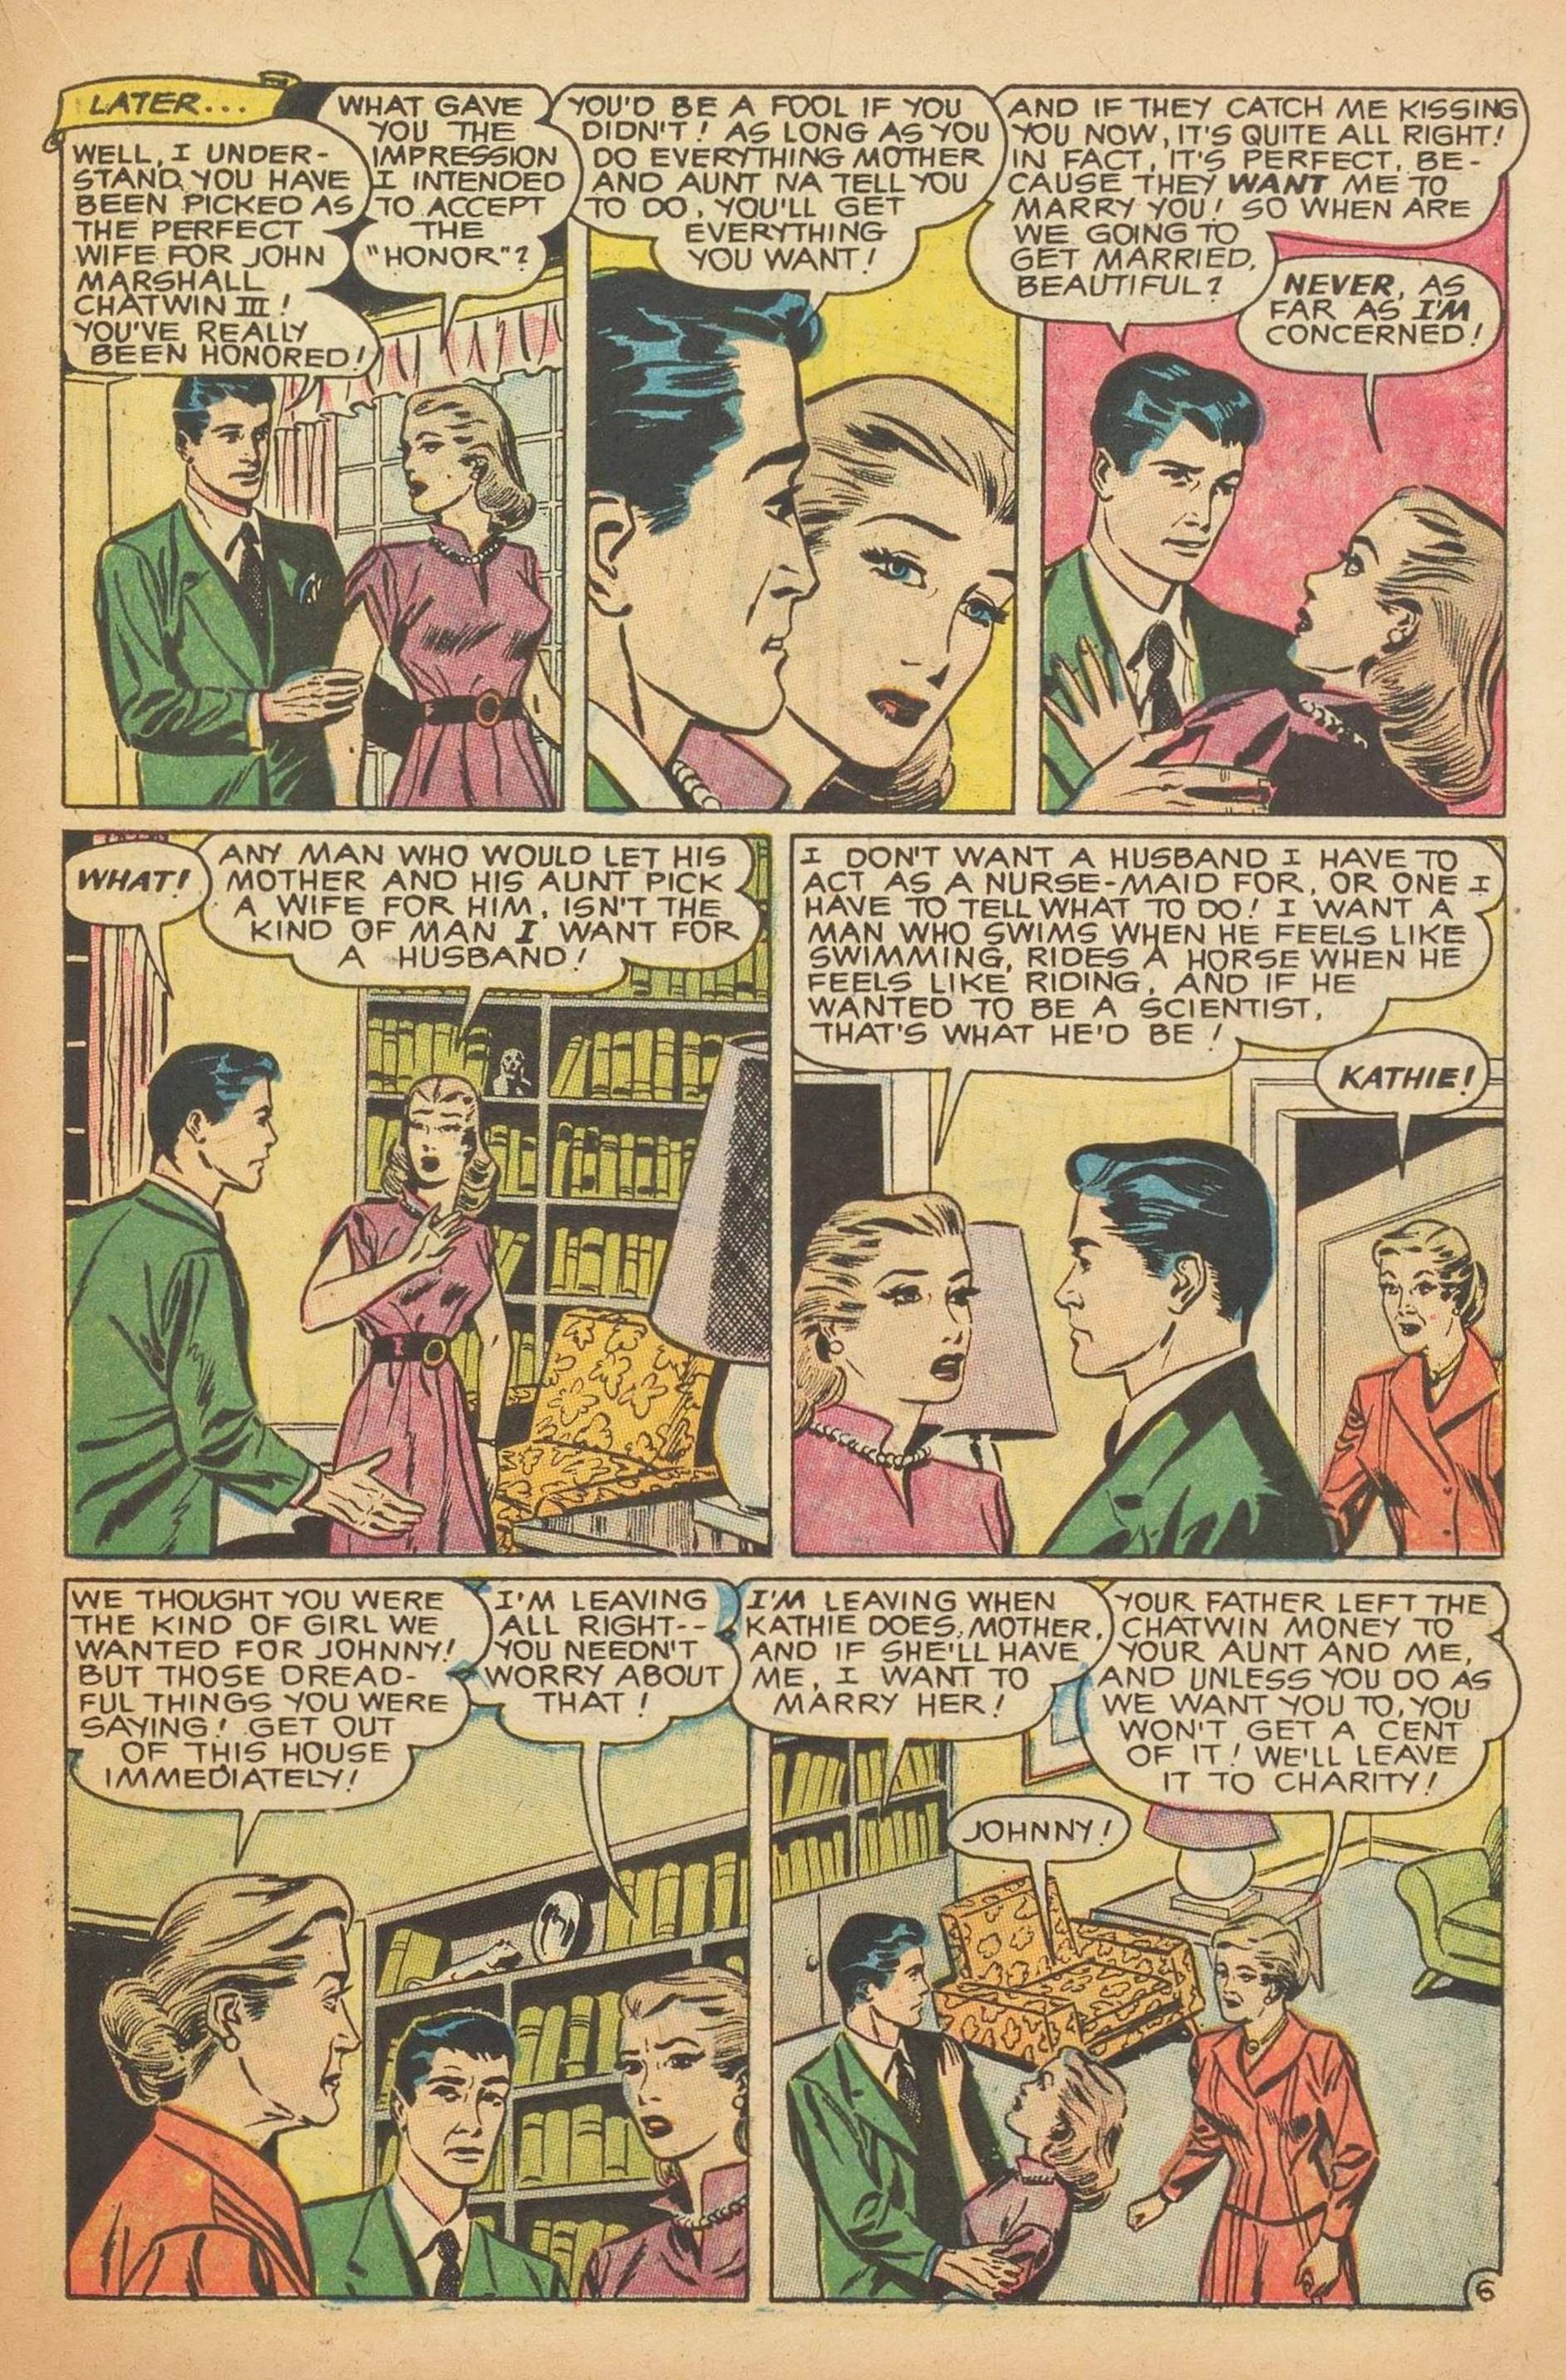 LATER...
WELL, I UNDER-
STAND YOU HAVE
BEEN PICKED AS
THE PERFECT
WIFE FOR JOHN
MARSHALL
CHATWIN III!
YOU'VE REALLY
BEEN HONORED!
WHAT GAVE
YOU THE
IMPRESSION
I INTENDED
TO ACCEPT
THE
"HONOR"?
YOU'D BE A FOOL IF YOU
DIDN'T! AS LONG AS YOU
DO EVERYTHING MOTHER
AND AUNT IVA TELL YOU
TO DO, YOU'LL GET
EVERYTHING
YOU WANT!
AND IF THEY CATCH ME KISSING
YOU NOW, IT'S QUITE ALL RIGHT!
IN FACT, IT'S PERFECT, BE-
CAUSE THEY WANT ME TO
MARRY YOU! SO WHEN ARE
WE GOING TO
GET MARRIED,
BEAUTIFUL?
NEVER, AS
FAR AS I'M
CONCERNED!
WHAT!
ANY MAN WHO WOULD LET HIS
MOTHER AND HIS AUNT PICK
A WIFE FOR HIM, ISN'T THE
KIND OF MAN I WANT FOR
A HUSBAND!
I DON'T WANT A HUSBAND I HAVE TO
ACT AS A NURSE-MAID FOR, OR ONE I
HAVE TO TELL WHAT TO DO! I WANT A
MAN WHO SWIMS WHEN HE FEELS LIKE
SWIMMING, RIDES A HORSE WHEN HE
FEELS LIKE RIDING, AND IF HE
WANTED TO BE A SCIENTIST,
THAT'S WHAT HE'D BE!
KATHIE!
WE THOUGHT YOU WERE
THE KIND OF GIRL WE
WANTED FOR JOHNNY!
BUT THOSE DREAD-
FUL THINGS YOU WERE
SAYING! GET OUT
OF THIS HOUSE
IMMEDIATELY!
I'M LEAVING
ALL RIGHT--
YOU NEEDN'T
WORRY ABOUT
THAT!
I'M LEAVING WHEN
KATHIE DOES, MOTHER,
AND IF SHE'LL HAVE
ME, I WANT TO
MARRY HER!
JOHNNY!
YOUR FATHER LEFT THE
CHATWIN MONEY TO
YOUR AUNT AND ME,
AND UNLESS YOU DO AS
WE WANT YOU TO, YOU
WON'T GET A CENT
OF IT! WE'LL LEAVE
IT TO CHARITY!
6